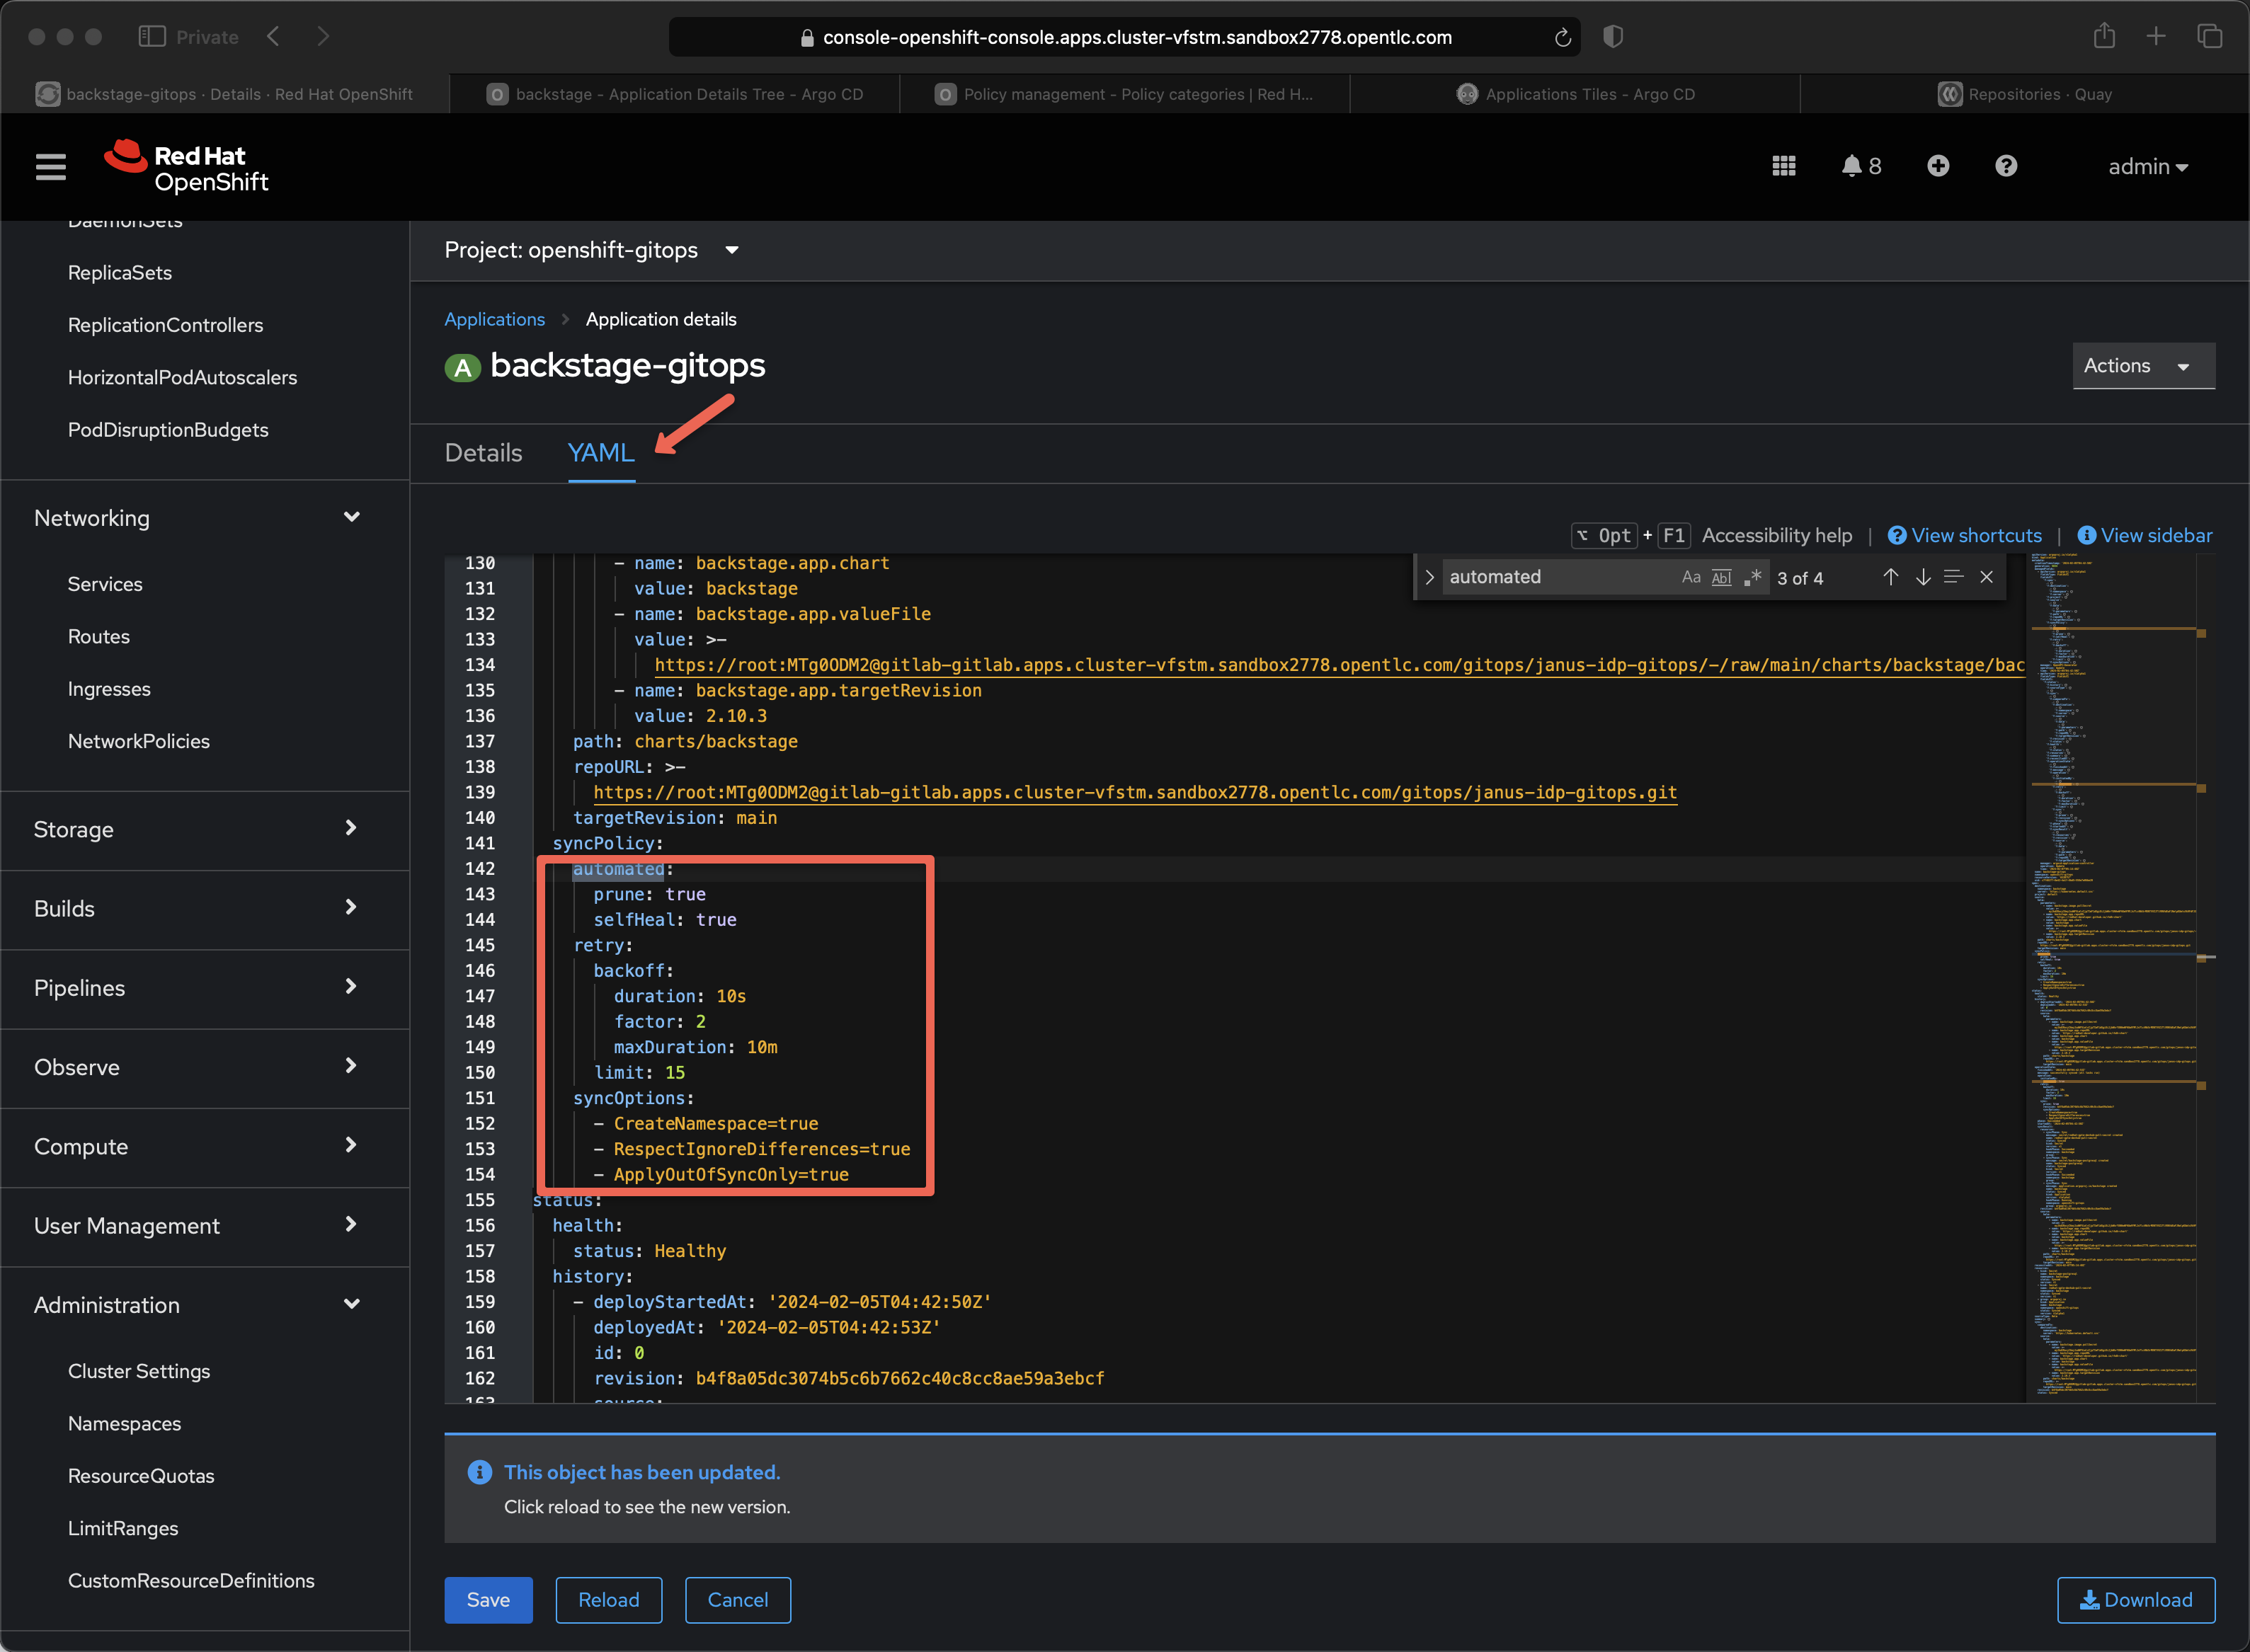 Private
console-openshift-console.apps.cluster-vfstm.sandbox2778.opentlc.com
backstage-gitops · Details · Red Hat OpenShift
backstage - Application Details Tree - Argo CD
Policy management - Policy categories | Red H...
Applications Tiles - Argo CD
Repositories · Quay
Red Hat
OpenShift
8
admin
DaemonSets
ReplicaSets
ReplicationControllers
HorizontalPodAutoscalers
PodDisruptionBudgets
Networking
Services
Routes
Ingresses
NetworkPolicies
Storage
Builds
Pipelines
Observe
Compute
User Management
Administration
Cluster Settings
Namespaces
ResourceQuotas
LimitRanges
CustomResourceDefinitions
Project: openshift-gitops
Applications > Application details
A backstage-gitops
Actions
Details YAML
⌥ Opt + F1 Accessibility help | View shortcuts | View sidebar
automated Aa Abl .* 3 of 4
130 - name: backstage.app.chart
131 value: backstage
132 - name: backstage.app.valueFile
133 value: >-
134 https://root:MTg0ODM2@gitlab-gitlab.apps.cluster-vfstm.sandbox2778.opentlc.com/gitops/janus-idp-gitops/-/raw/main/charts/backstage/bac
135 - name: backstage.app.targetRevision
136 value: 2.10.3
137 path: charts/backstage
138 repoURL: >-
139 https://root:MTg0ODM2@gitlab-gitlab.apps.cluster-vfstm.sandbox2778.opentlc.com/gitops/janus-idp-gitops.git
140 targetRevision: main
141 syncPolicy:
142 automated:
143 prune: true
144 selfHeal: true
145 retry:
146 backoff:
147 duration: 10s
148 factor: 2
149 maxDuration: 10m
150 limit: 15
151 syncOptions:
152 - CreateNamespace=true
153 - RespectIgnoreDifferences=true
154 - ApplyOutOfSyncOnly=true
155 status:
156 health:
157 status: Healthy
158 history:
159 - deployStartedAt: '2024-02-05T04:42:50Z'
160 deployedAt: '2024-02-05T04:42:53Z'
161 id: 0
162 revision: b4f8a05dc3074b5c6b7662c40c8cc8ae59a3ebcf
163 source:
This object has been updated.
Click reload to see the new version.
Save
Reload
Cancel
Download